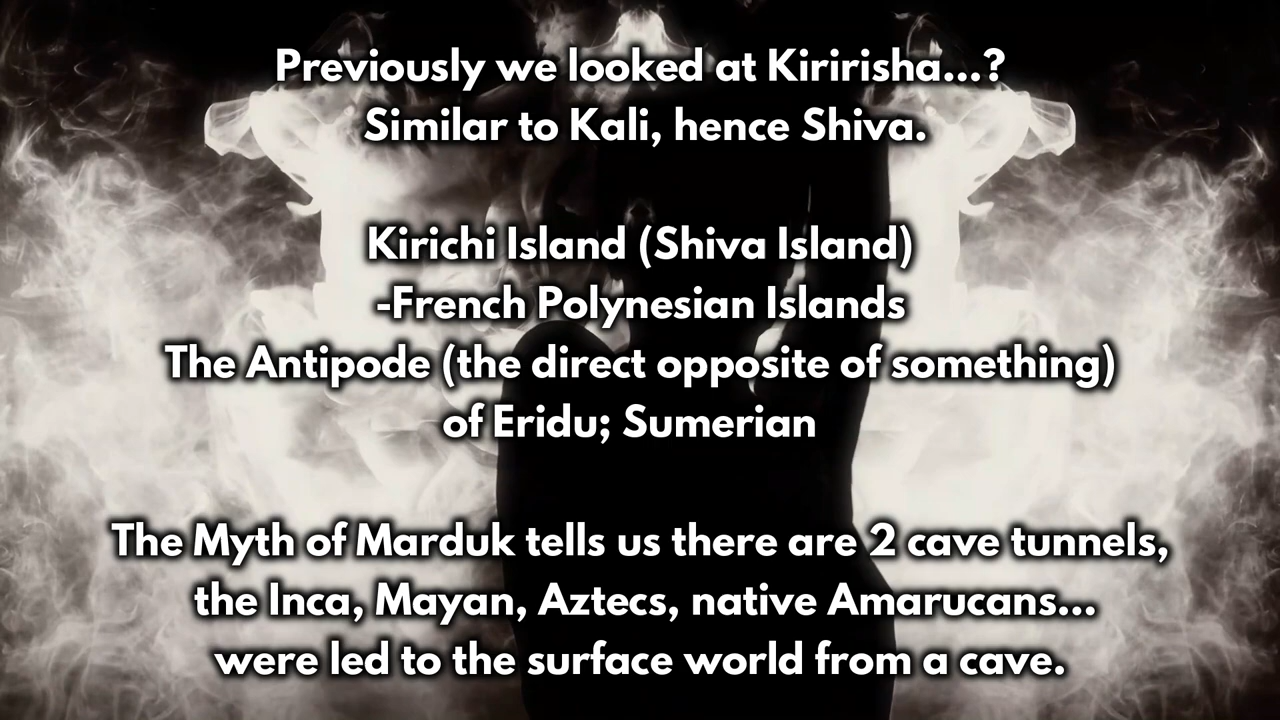 Previously we looked at Kiririsha...?
Similar to Kali, hence Shiva.
Kirichi Island (Shiva Island)
-French Polynesian Islands
The Antipode (the direct opposite of something)
of Eridu; Sumerian
The Myth of Marduk tells us there are 2 cave tunnels,
the Inca, Mayan, Aztecs, native Amarucans...
were led to the surface world from a cave.